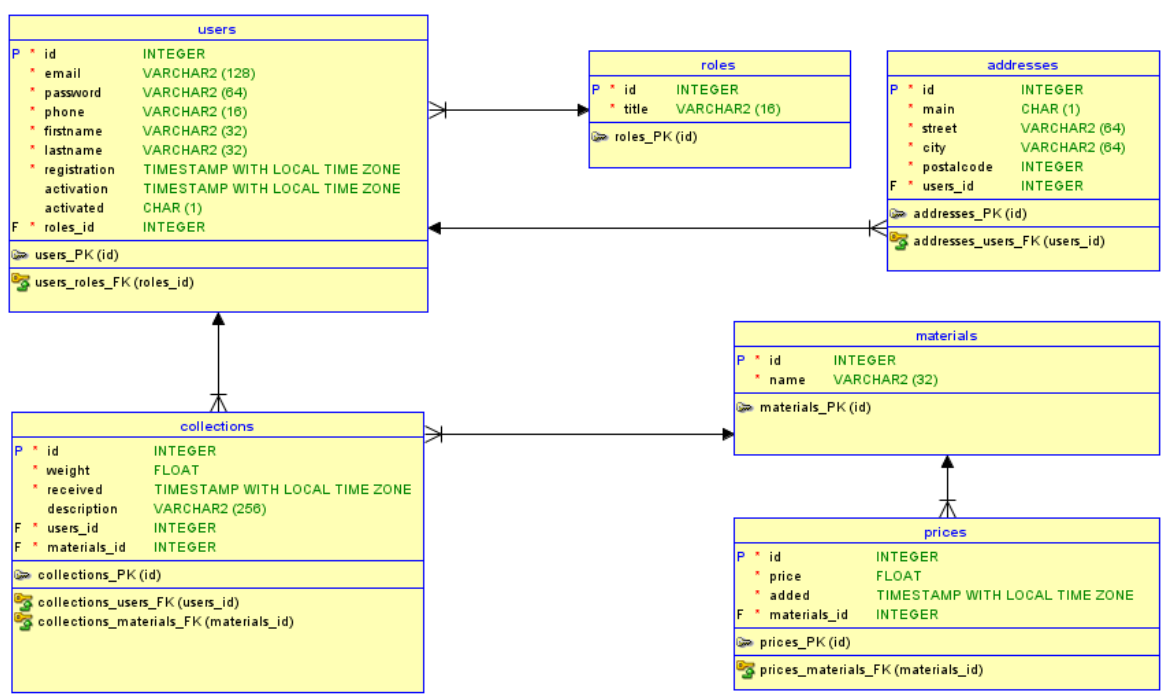 users
P * id INTEGER
* email VARCHAR2 (128)
* password VARCHAR2 (64)
* phone VARCHAR2 (16)
* firstname VARCHAR2 (32)
* lastname VARCHAR2 (32)
* registration TIMESTAMP WITH LOCAL TIME ZONE
activation TIMESTAMP WITH LOCAL TIME ZONE
activated CHAR (1)
F * roles_id INTEGER
users_PK (id)
users_roles_FK (roles_id)
roles
P * id INTEGER
* title VARCHAR2 (16)
roles_PK (id)
addresses
P * id INTEGER
* main CHAR (1)
* street VARCHAR2 (64)
* city VARCHAR2 (64)
* postalcode INTEGER
F * users_id INTEGER
addresses_PK (id)
addresses_users_FK (users_id)
collections
P * id INTEGER
* weight FLOAT
* received TIMESTAMP WITH LOCAL TIME ZONE
description VARCHAR2 (256)
F * users_id INTEGER
F * materials_id INTEGER
collections_PK (id)
collections_users_FK (users_id)
collections_materials_FK (materials_id)
materials
P * id INTEGER
* name VARCHAR2 (32)
materials_PK (id)
prices
P * id INTEGER
* price FLOAT
* added TIMESTAMP WITH LOCAL TIME ZONE
F * materials_id INTEGER
prices_PK (id)
prices_materials_FK (materials_id)